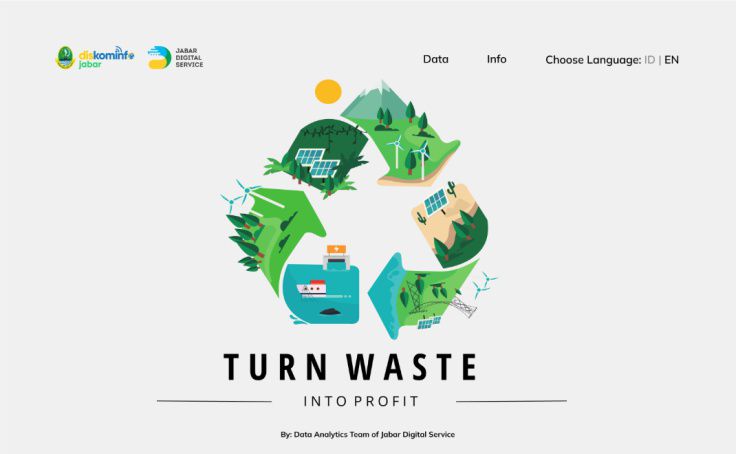 diskominfo
jabar
JABAR
DIGITAL
SERVICE
Data
Info
Choose Language: ID | EN
TURN WASTE
INTO PROFIT
By: Data Analytics Team of Jabar Digital Service